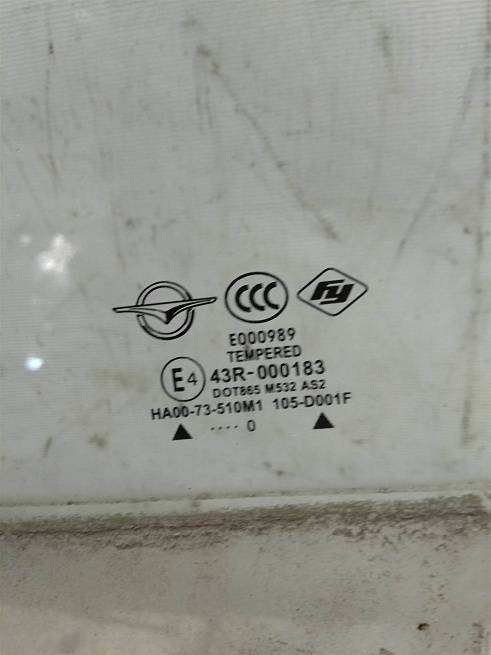 CCC
FY
E000989
TEMPERED
E4 43R-000183
DOT865 M532 AS2
HA00-73-510M1 105-D001F
.... 0